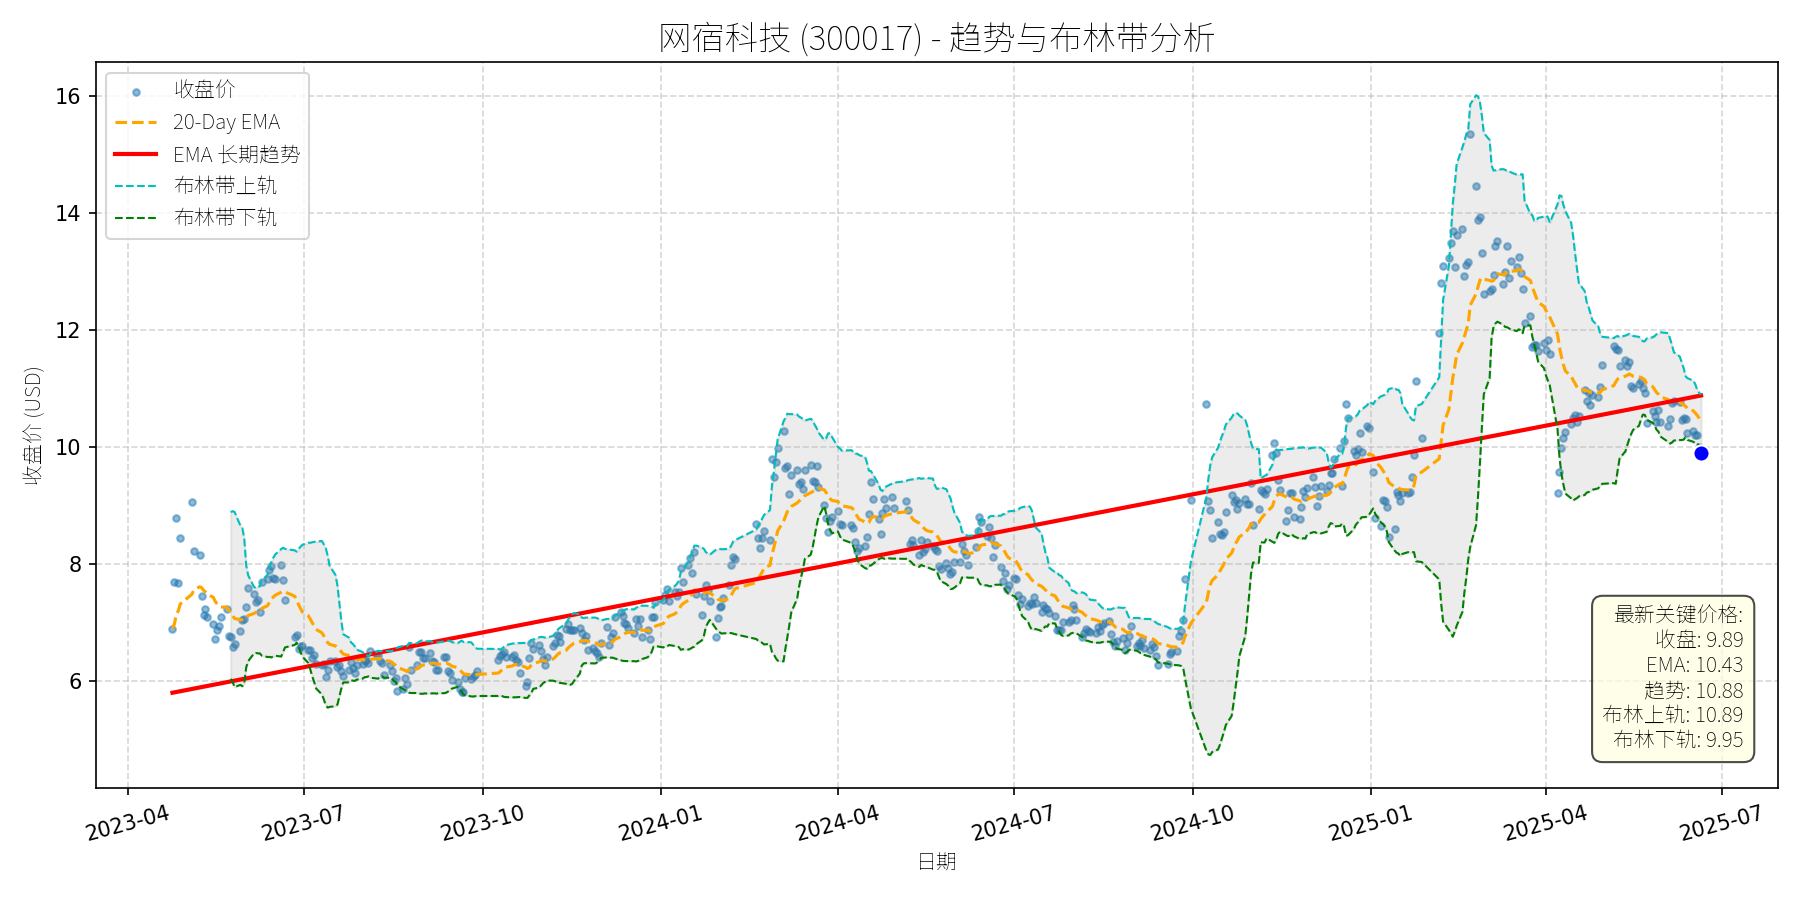 网宿科技 (300017) - 趋势与布林带分析
收盘价
20-Day EMA
EMA 长期趋势
布林带上轨
布林带下轨
收盘价 (USD)
16
14
12
10
8
6
最新关键价格:
收盘: 9.89
EMA: 10.43
趋势: 10.88
布林上轨: 10.89
布林下轨: 9.95
2023-04
2023-07
2023-10
2024-01
2024-04
2024-07
2024-10
2025-01
2025-04
2025-07
日期